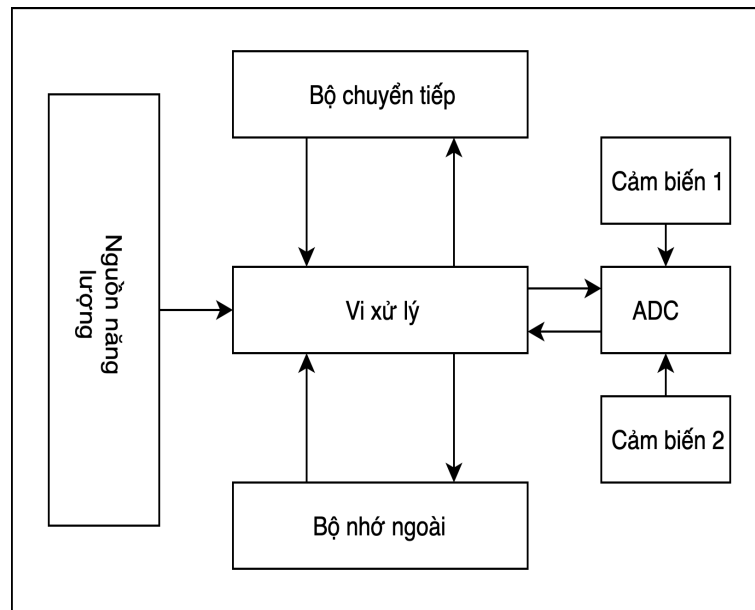 Bộ chuyển tiếp
Cảm biến 1
Nguồn năng
lượng
Vi xử lý
ADC
Cảm biến 2
Bộ nhớ ngoài